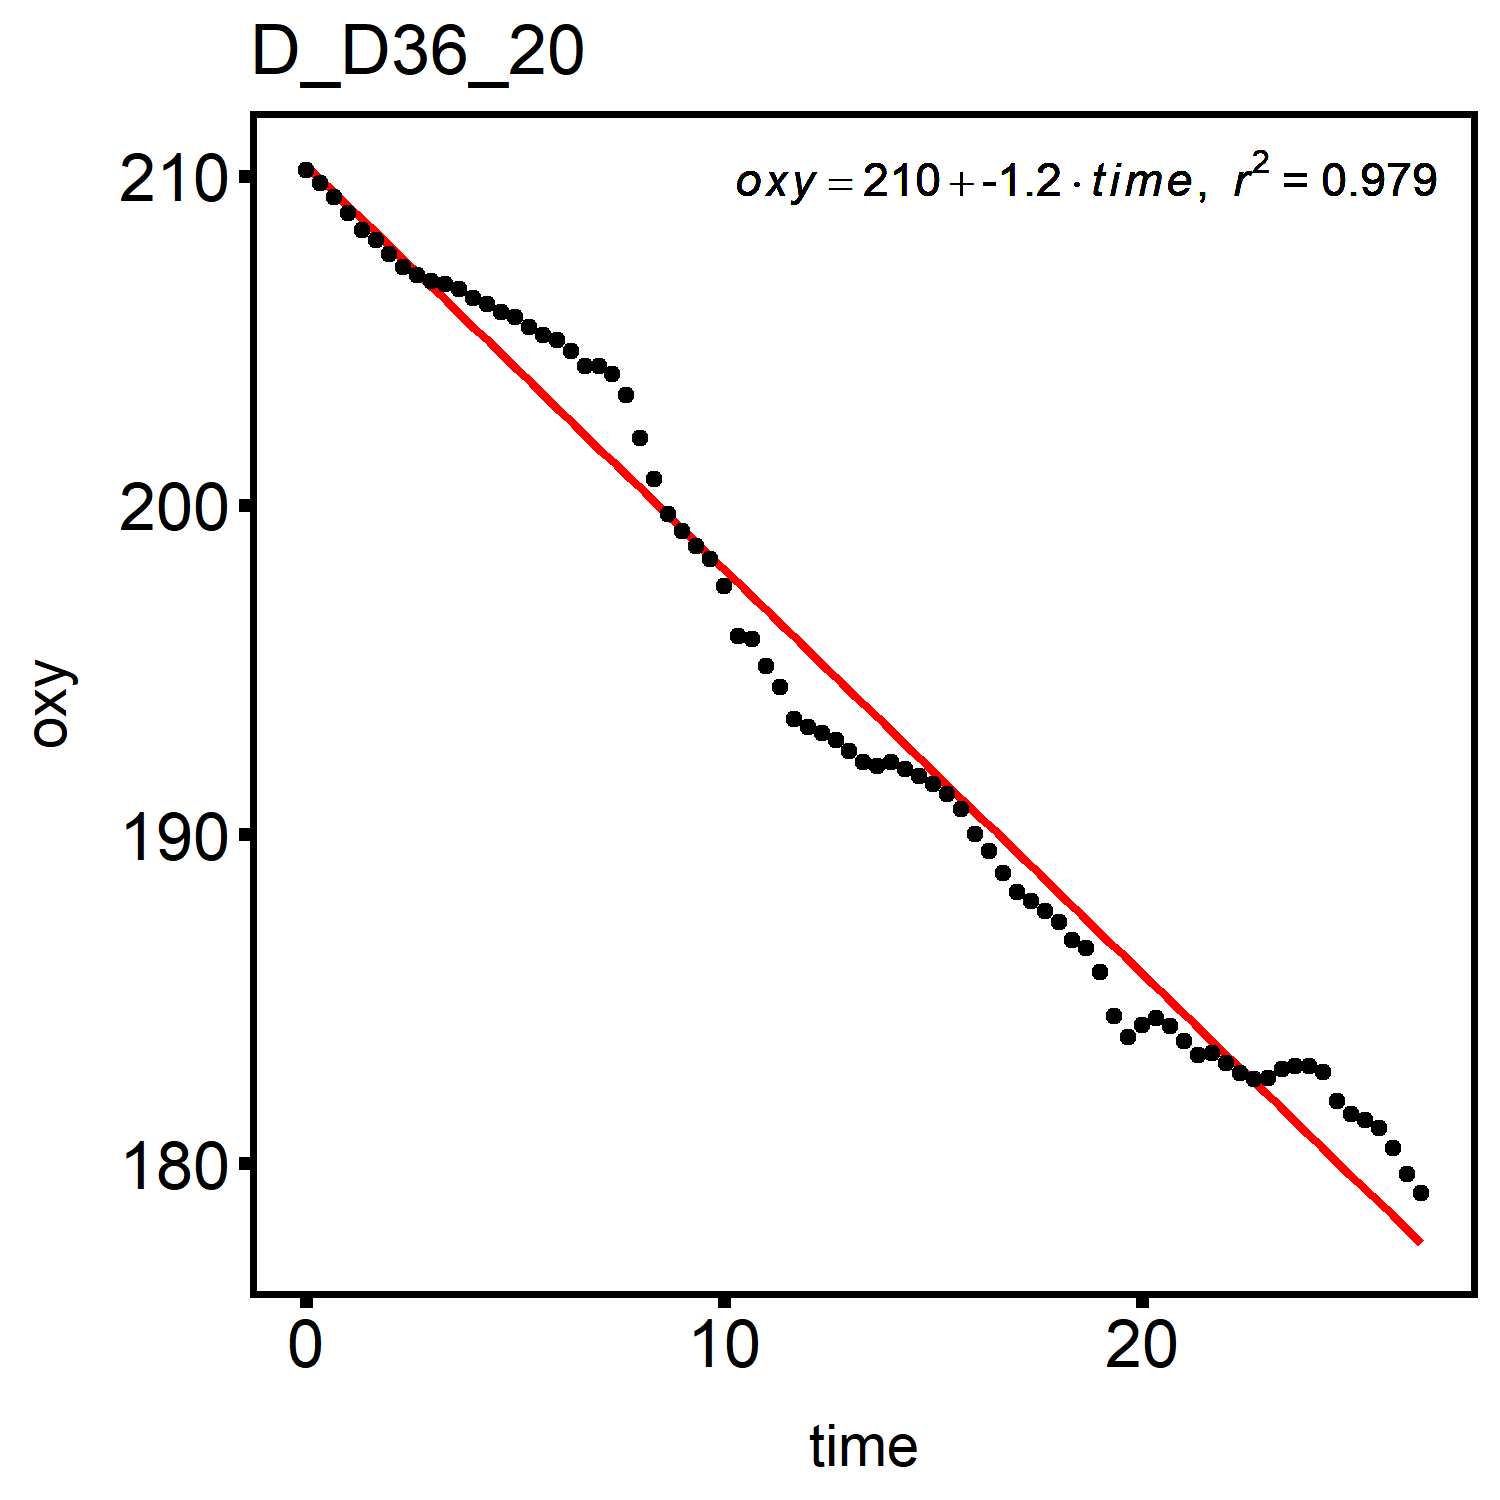 D_D36_20
oxy = 210 + -1.2 · time, r² = 0.979
210
200
190
180
oxy
0 10 20
time